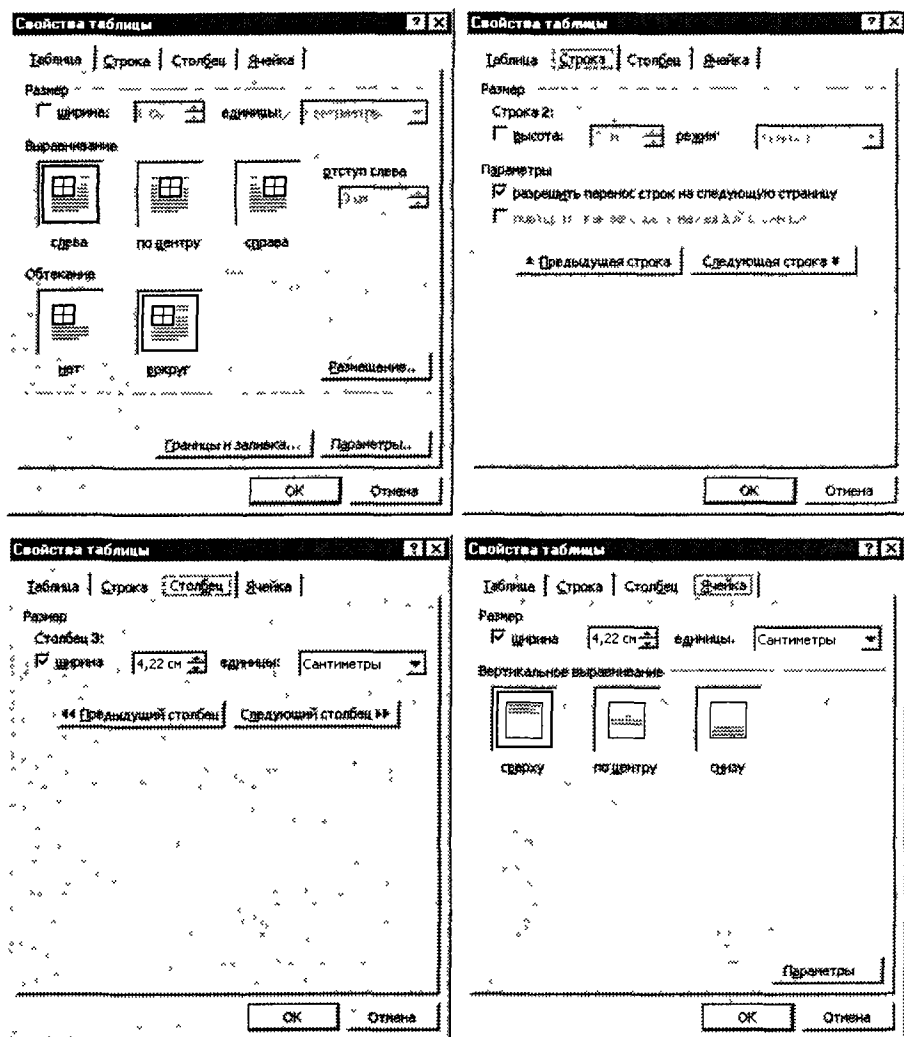 Свойства таблицы
Таблица Строка Столбец Ячейка
Размер
ширина: единицы:
Выравнивание
отступ слева
слева по центру справа
Обтекание
нет вокруг
Размещение..
Границы и заливка... Параметры..
ОК Отмена
Свойства таблицы
Таблица Строка Столбец Ячейка
Размер
Строка 2:
высота: режим:
Параметры
разрешить перенос строк на следующую страницу
Предыдущая строка Следующая строка
ОК Отмена
Свойства таблицы
Таблица Строка Столбец Ячейка
Размер
Столбец 3:
ширина 4,22 см единицы: Сантиметры
Предыдущий столбец Следующий столбец
ОК Отмена
Свойства таблицы
Таблица Строка Столбец Ячейка
Размер
ширина 4,22 см единицы. Сантиметры
Вертикальное выравнивание
сверху по центру снизу
Параметры
ОК Отмена